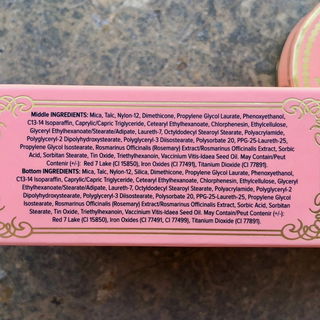 Middle INGREDIENTS: Mica, Talc, Nylon-12, Dimethicone, Propylene Glycol Laurate, Phenoxyethanol,
C13-14 Isoparaffin, Caprylic/Capric Triglyceride, Cetearyl Ethylhexanoate, Chlorphenesin, Ethylcellulose,
Glyceryl Ethylhexanoate/Stearate/Adipate, Laureth-7, Octyldodecyl Stearoyl Stearate, Polyacrylamide,
Polyglyceryl-2 Dipolyhydroxystearate, Polyglyceryl-3 Diisostearate, Polysorbate 20, PPG-25-Laureth-25,
Propylene Glycol Isostearate, Rosmarinus Officinalis (Rosemary) Extract/Rosmarinus Officinalis Extract, Sorbic
Acid, Sorbitan Stearate, Tin Oxide, Triethylhexanoin, Vaccinium Vitis-Idaea Seed Oil. May Contain/Peut
Contenir (+/-): Red 7 Lake (CI 15850), Iron Oxides (CI 77491), Titanium Dioxide (CI 77891).
Bottom INGREDIENTS: Mica, Talc, Nylon-12, Silica, Dimethicone, Propylene Glycol Laurate, Phenoxyethanol,
C13-14 Isoparaffin, Caprylic/Capric Triglyceride, Cetearyl Ethylhexanoate, Chlorphenesin, Ethylcellulose, Glyceryl
Ethylhexanoate/Stearate/Adipate, Laureth-7, Octyldodecyl Stearoyl Stearate, Polyacrylamide, Polyglyceryl-2
Dipolyhydroxystearate, Polyglyceryl-3 Diisostearate, Polysorbate 20, PPG-25-Laureth-25, Propylene Glycol
Isostearate, Rosmarinus Officinalis (Rosemary) Extract/Rosmarinus Officinalis Extract, Sorbic Acid, Sorbitan
Stearate, Tin Oxide, Triethylhexanoin, Vaccinium Vitis-Idaea Seed Oil. May Contain/Peut Contenir (+/-):
Red 7 Lake (CI 15850), Iron Oxides (CI 77491, CI 77499), Titanium Dioxide (CI 77891).